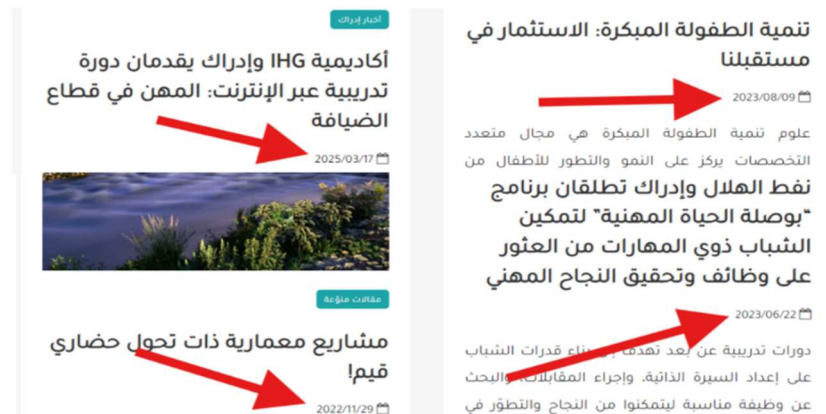 تنمية الطفولة المبكرة: الاستثمار في
مستقبلنا
2023/08/09
علوم تنمية الطفولة المبكرة هي مجال متعدد
التخصصات يركز على النمو والتطور للأطفال من
نفط الهلال وإدراك تطلقان برنامج
"بوصلة الحياة المهنية" لتمكين
الشباب ذوي المهارات من العثور
على وظائف وتحقيق النجاح المهني
2023/06/22
دورات تدريبية عن بعد تهدف بناء قدرات الشباب
على إعداد السيرة الذاتية، وإجراء المقابلات، والبحث
عن وظيفة مناسبة ليتمكنوا من النجاح والتطوّر في
أخبار إدراك
أكاديمية IHG وإدراك يقدمان دورة
تدريبية عبر الإنترنت: المهن في قطاع
الضيافة
2025/03/17
مقالات منوّعة
مشاريع معمارية ذات تحول حضاري
قيم!
2022/11/29